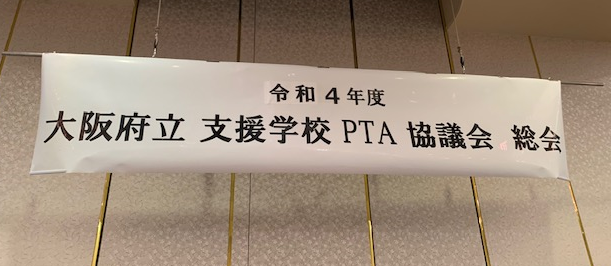 令和 4 年度
大阪府立 支援学校 PTA 協議会 総会